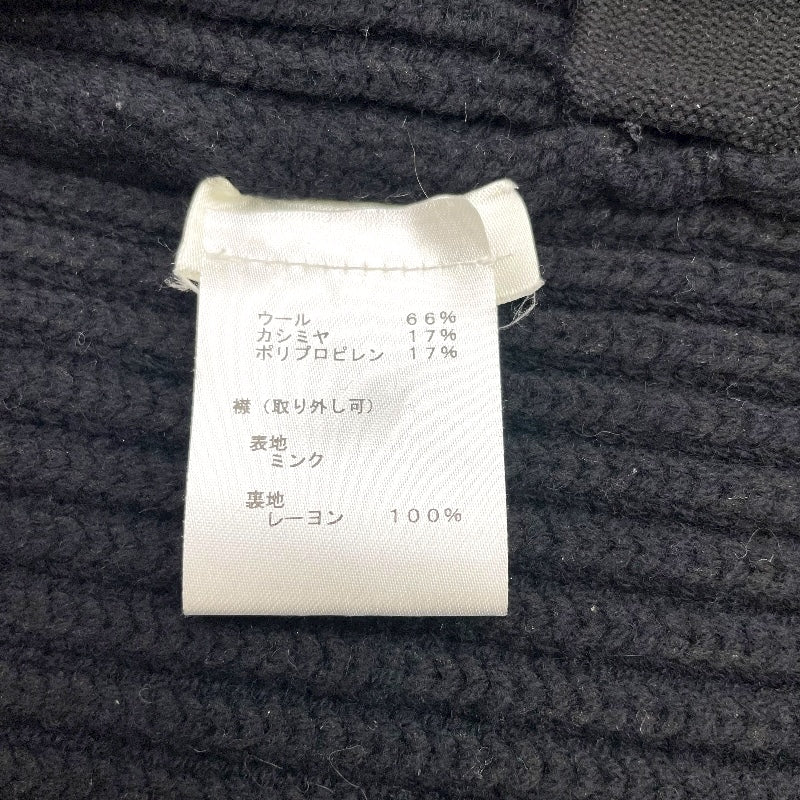 ウール 66%
カシミヤ 17%
ポリプロピレン 17%
襟（取り外し可）
表地
ミンク
裏地
レーヨン 100%